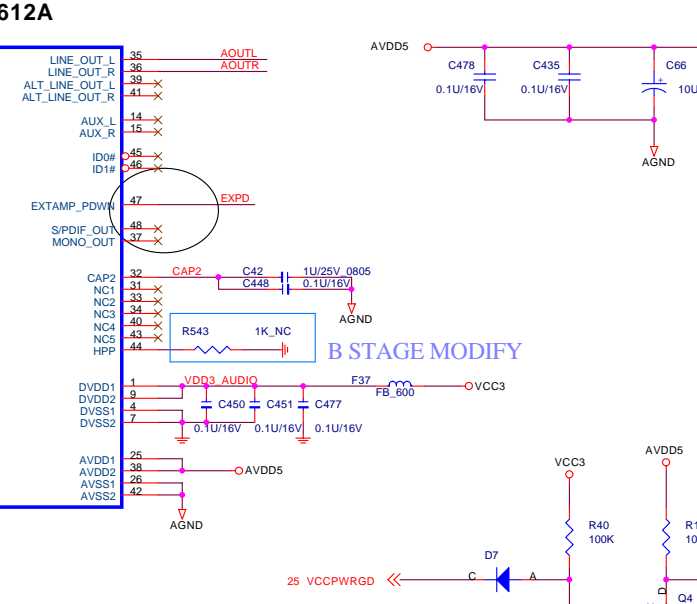 612A
LINE_OUT_L 35 AOUTL
LINE_OUT_R 36 AOUTR
ALT_LINE_OUT_L 39
ALT_LINE_OUT_R 41
AUX_L 14
AUX_R 15
ID0# 45
ID1# 46
EXTAMP_PDWN 47 EXPD
S/PDIF_OUT 48
MONO_OUT 37
CAP2 32 CAP2 C42 1U/25V_0805
NC1 31 C448 0.1U/16V
NC2 33
NC3 34
AGND
NC4 40
NC5 43
HPP 44
R543 1K_NC
B STAGE MODIFY
DVDD1 1 VDD3_AUDIO F37 VCC3
DVDD2 9 FB_600
DVSS1 4 C450 C451 C477
DVSS2 7 0.1U/16V 0.1U/16V 0.1U/16V
AVDD1 25
AVDD2 38 AVDD5
AVSS1 26
AVSS2 42
AGND
AVDD5
C478 C435 C66
0.1U/16V 0.1U/16V + 10U
AGND
VCC3 AVDD5
R40
100K
D7
25 VCCPWRGD C A
D Q4